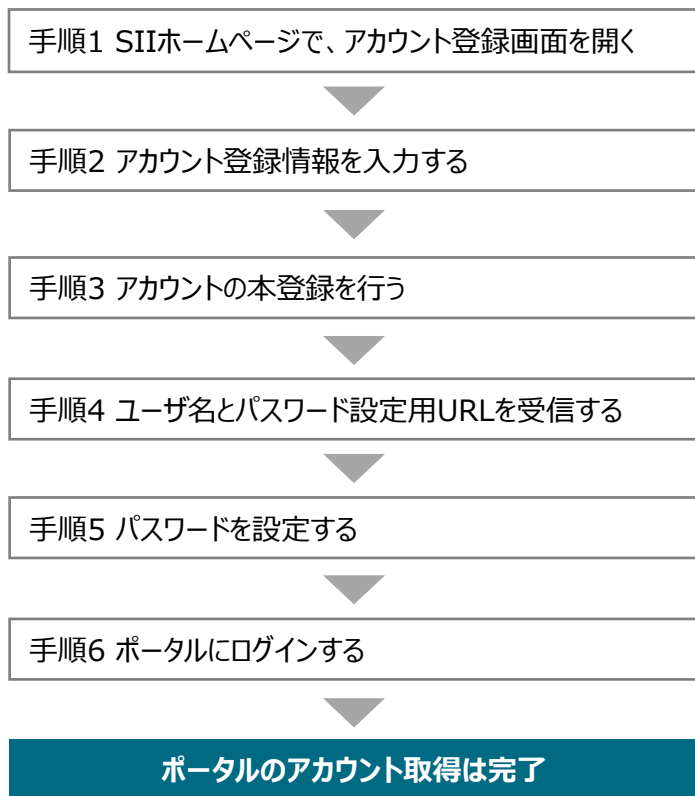 手順1 SIIホームページで、アカウント登録画面を開く
手順2 アカウント登録情報を入力する
手順3 アカウントの本登録を行う
手順4 ユーザ名とパスワード設定用URLを受信する
手順5 パスワードを設定する
手順6 ポータルにログインする
ポータルのアカウント取得は完了